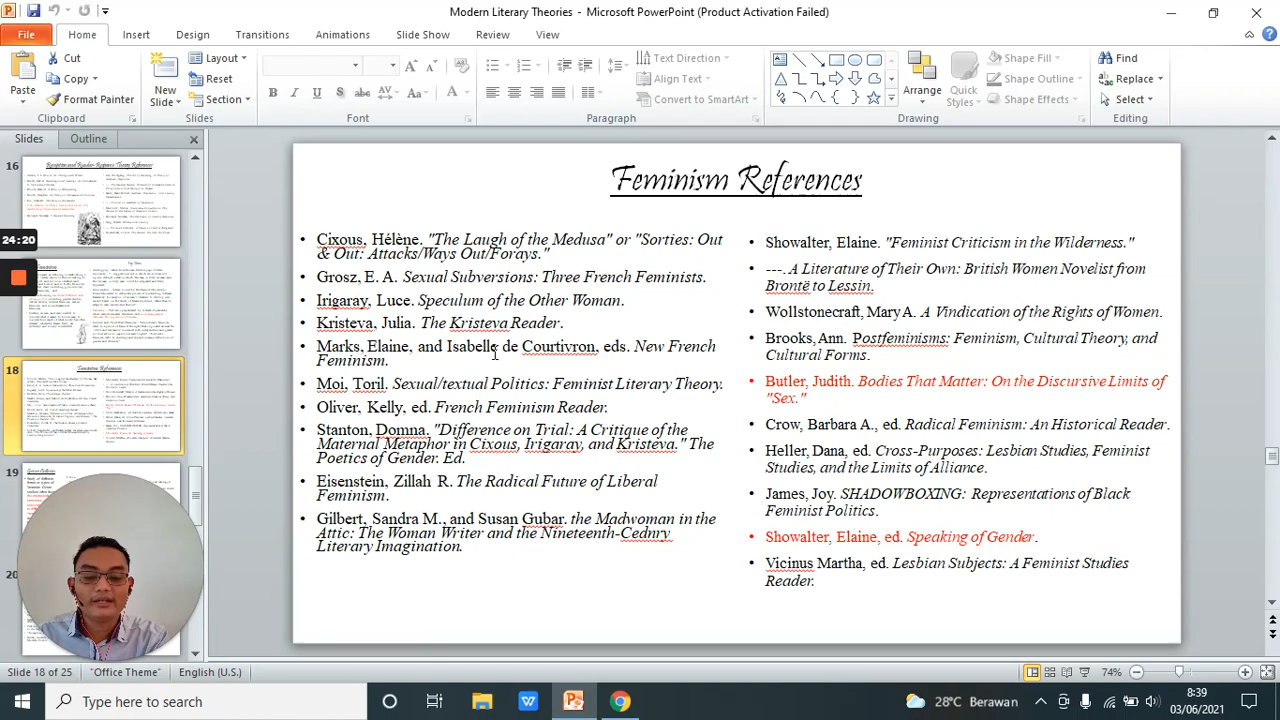 Modern Literary Theories - Microsoft PowerPoint (Product Activation Failed)
File Home Insert Design Transitions Animations Slide Show Review View
Paste
Cut
Copy
Format Painter
Clipboard
New
Slide
Layout
Reset
Section
Slides
B I U S abc AV Aa A
Font
Text Direction
Align Text
Convert to SmartArt
Paragraph
Arrange
Quick
Styles
Shape Fill
Shape Outline
Shape Effects
Drawing
Find
Replace
Select
Editing
Slides Outline
16
24:20
18
19
20
Feminism References
• Cixous, Helene. "The Laugh of the Medusa" or "Sorties: Out
& Out: Attacks/Ways Out/Forays."
• Grosz,
Three French Feminists.
• Irigaray, Luce. Speculum of the Other Woman.
• Kristeva, Julia. The Kristeva Reader.
• Marks, Elaine, and Isabelle de Courtivron, eds. New French
Feminism.
• Moi, Toril. Sexual/textual Politics: Feminist Literary Theory.
• Oliver, Kelly, ed. French Feminism Reader.
• Stanton, Domna. "Difference on Trial: A Critique of the
Maternal Metaphor in Cixous, Irigaray, and Kristeva." The
Poetics of Gender. Ed.
• Eisenstein, Zillah R. The Radical Future of Liberal
Feminism.
• Gilbert, Sandra M., and Susan Gubar. the Madwoman in the
Attic: The Woman Writer and the Nineteenth-Cednry
Literary Imagination.
• Showalter, Elaine. "Feminist Criticism in the Wilderness."
of Their Own: British Women Novelist from
Bronte to Lessing.
• Wollstonecraft, Mary A. A Vindication of the Rights of Women.
• Brooks, Ann. Postfeminisms: Feminism, Cultural Theory, and
Cultural Forms.
• Bodies That Matter: On the Discursive Limits of
"Sex."
• Crow, Barbara A., ed. Radical Feminism: An Historical Reader.
• Heller, Dana, ed. Cross-Purposes: Lesbian Studies, Feminist
Studies, and the Limits of Alliance.
• James, Joy. SHADOWBOXING: Representations of Black
Feminist Politics.
• Showalter, Elaine, ed. Speaking of Gender.
• Vicinus Martha, ed. Lesbian Subjects: A Feminist Studies
Reader.
Slide 18 of 25 "Office Theme" English (U.S.) 74%
Type here to search
28°C Berawan
8:39
03/06/2021